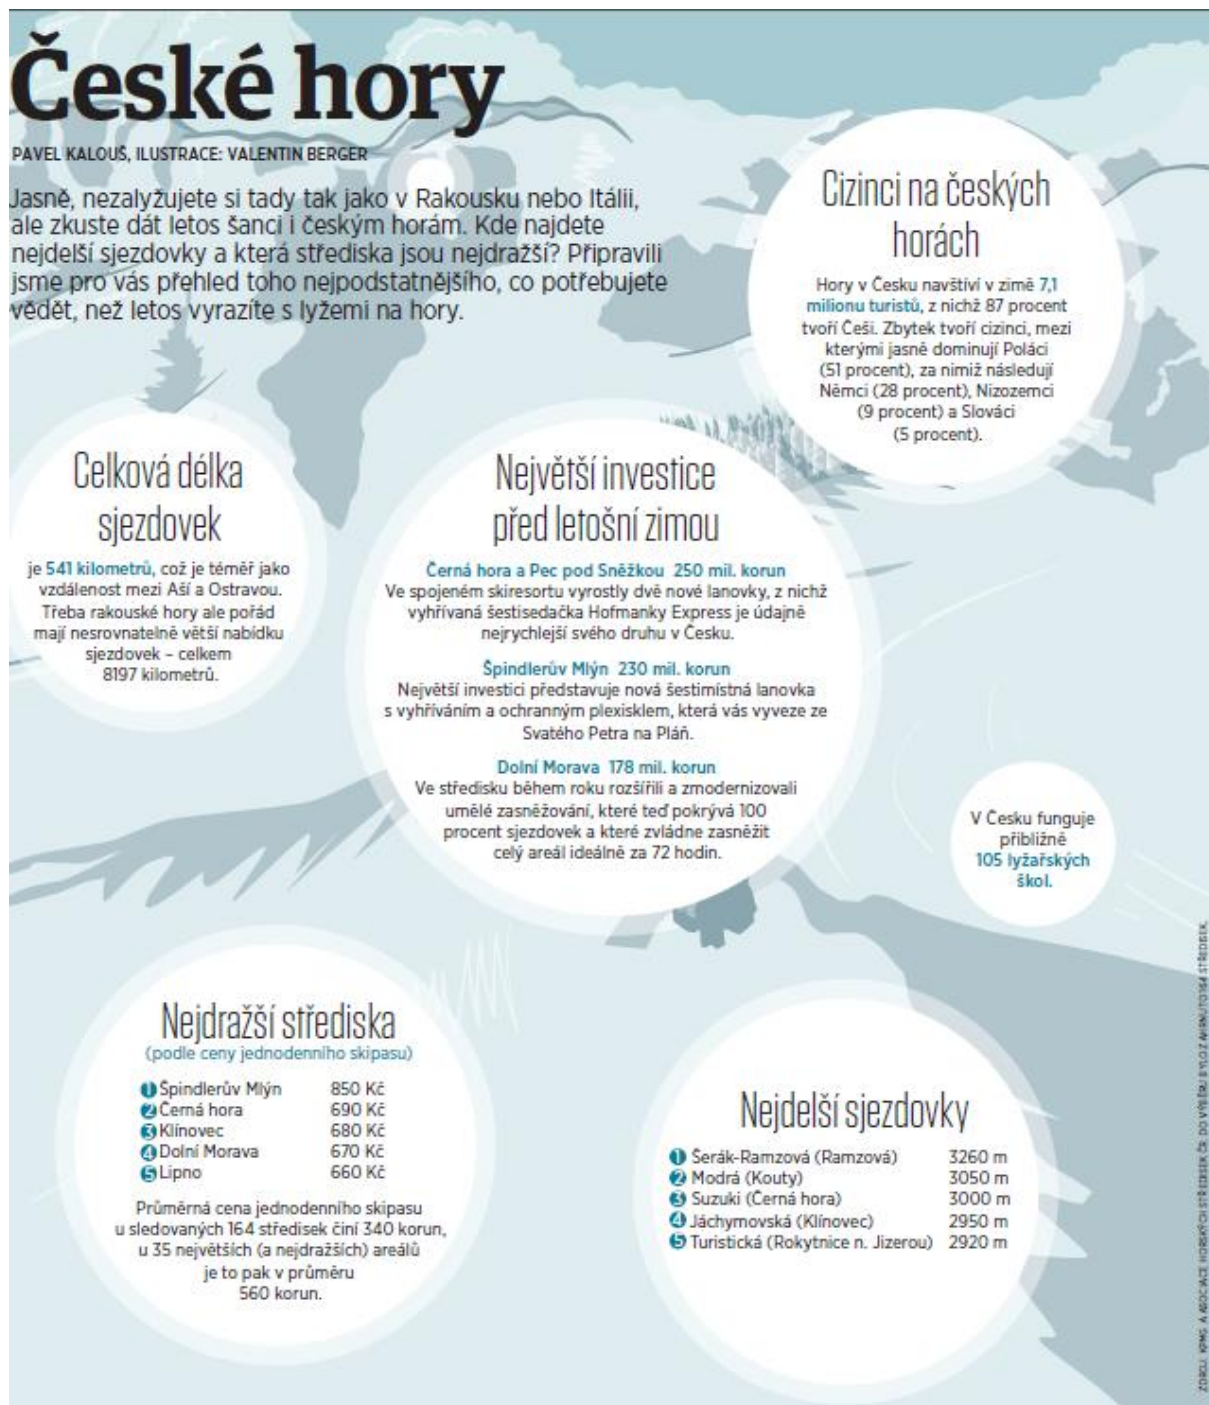 České hory
PAVEL KALOUŠ, ILUSTRACE: VALENTIN BERGER
Jasně, nezalyžujete si tady tak jako v Rakousku nebo Itálii,
ale zkuste dát letos šanci i českým horám. Kde najdete
nejdelší sjezdovky a která střediska jsou nejdražší? Připravili
jsme pro vás přehled toho nejpodstatnějšího, co potřebujete
vědět, než letos vyrazíte s lyžemi na hory.
Cizinci na českých
horách
Hory v Česku navštíví v zimě 7,1
milionu turistů, z nichž 87 procent
tvoří Češi. Zbytek tvoří cizinci, mezi
kterými jasně dominují Poláci
(51 procent), za nimiž následují
Němci (28 procent), Nizozemci
(9 procent) a Slováci
(5 procent).
Celková délka
sjezdovek
je 541 kilometrů, což je téměř jako
vzdálenost mezi Aší a Ostravou.
Třeba rakouské hory ale pořád
mají nesrovnatelně větší nabídku
sjezdovek – celkem
8197 kilometrů.
Největší investice
před letošní zimou
Černá hora a Pec pod Sněžkou 250 mil. korun
Ve spojeném skiresortu vyrostly dvě nové lanovky, z nichž
vyhřívaná šestisedačka Hofmanky Express je údajně
nejrychlejší svého druhu v Česku.
Špindlerův Mlýn 230 mil. korun
Největší investici představuje nová šestimístná lanovka
s vyhříváním a ochranným plexisklem, která vás vyveze ze
Svatého Petra na Pláň.
Dolní Morava 178 mil. korun
Ve středisku během roku rozšířili a zmodernizovali
umělé zasněžování, které teď pokrývá 100
procent sjezdovek a které zvládne zasněžit
celý areál ideálně za 72 hodin.
V Česku funguje
přibližně
105 lyžařských
škol.
Nejdražší střediska
(podle ceny jednodenního skipasu)
1 Špindlerův Mlýn 850 Kč
2 Černá hora 690 Kč
3 Klínovec 680 Kč
4 Dolní Morava 670 Kč
5 Lipno 660 Kč
Průměrná cena jednodenního skipasu
u sledovaných 164 středisek činí 340 korun,
u 35 největších (a nejdražších) areálů
je to pak v průměru
560 korun.
Nejdelší sjezdovky
1 Šerák-Ramzová (Ramzová) 3260 m
2 Modrá (Kouty) 3050 m
3 Suzuki (Černá hora) 3000 m
4 Jáchymovská (Klínovec) 2950 m
5 Turistická (Rokytnice n. Jizerou) 2920 m
ZDROJ: KPMG A ASOCIACE HORSKÝCH STŘEDISEK ČR: DO VÝBĚRU BYLO ZAHRNUTO 164 STŘEDISEK.